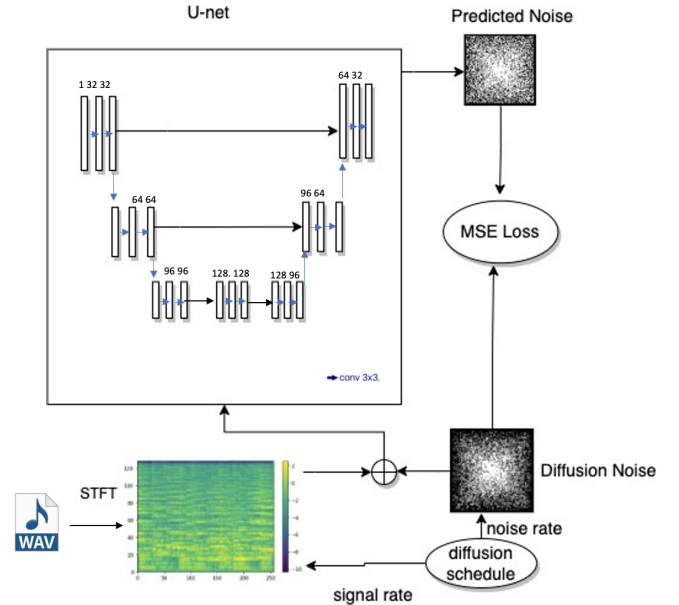 U-net
Predicted Noise
1 32 32
64 32
64 64
96 64
MSE Loss
96 96
128. 128
128 96
conv 3x3,
STFT
WAV
120
100
80
60
40
20
0
0
50
100
150
200
250
2
0
−2
−4
−6
−8
−10
Diffusion Noise
noise rate
diffusion
schedule
signal rate